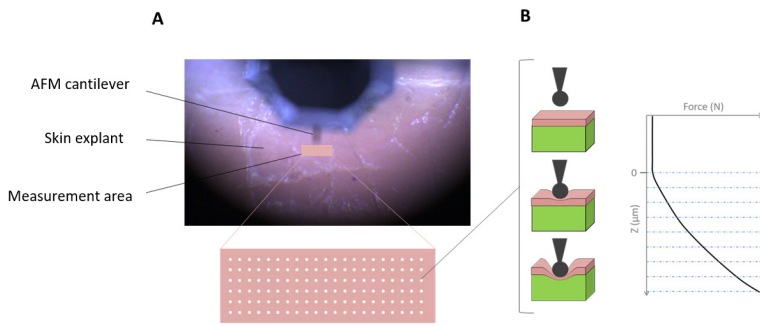 A
B
AFM cantilever
Skin explant
Measurement area
Force (N)
0
Z (µm)